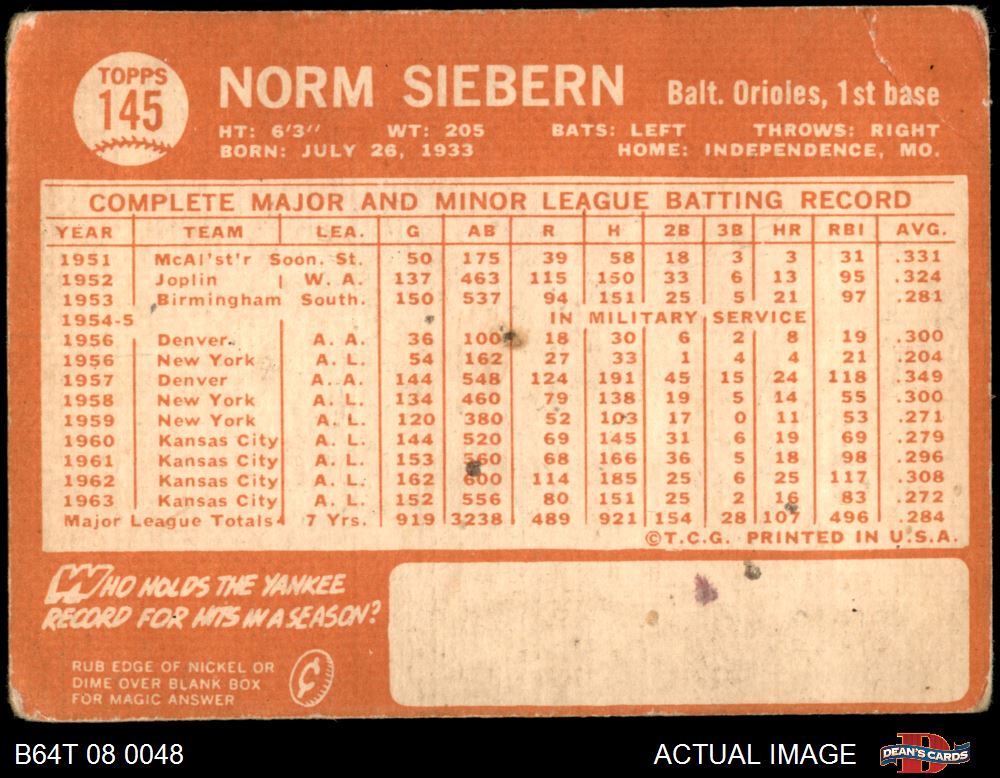 TOPPS
145
NORM SIEBERN Balt. Orioles, 1st base
HT: 6'3" WT: 205 BATS: LEFT THROWS: RIGHT
BORN: JULY 26, 1933 HOME: INDEPENDENCE, MO.
COMPLETE MAJOR AND MINOR LEAGUE BATTING RECORD
YEAR TEAM LEA. G AB R H 2B 3B HR RBI AVG.
1951 McAl'st'r Soon. St. 50 175 39 58 18 3 3 31 .331
1952 Joplin W. A. 137 463 115 150 33 6 13 95 .324
1953 Birmingham South. 150 537 94 151 25 5 21 97 .281
1954-5 IN MILITARY SERVICE
1956 Denver A. A. 36 100 18 30 6 2 8 19 .300
1956 New York A. L. 54 162 27 33 1 4 4 21 .204
1957 Denver A. A. 144 548 124 191 45 15 24 118 .349
1958 New York A. L. 134 460 79 138 19 5 14 55 .300
1959 New York A. L. 120 380 52 103 17 0 11 53 .271
1960 Kansas City A. L. 144 520 69 145 31 6 19 69 .279
1961 Kansas City A. L. 153 560 68 166 36 5 18 98 .296
1962 Kansas City A. L. 162 600 114 185 25 6 25 117 .308
1963 Kansas City A. L. 152 556 80 151 25 2 16 83 .272
Major League Totals 7 Yrs. 919 3238 489 921 154 28 107 496 .284
©T.C.G. PRINTED IN U.S.A.
WHO HOLDS THE YANKEE
RECORD FOR HITS IN A SEASON?
RUB EDGE OF NICKEL OR
DIME OVER BLANK BOX
FOR MAGIC ANSWER
¢
B64T 08 0048 ACTUAL IMAGE
D
DEAN'S CARDS